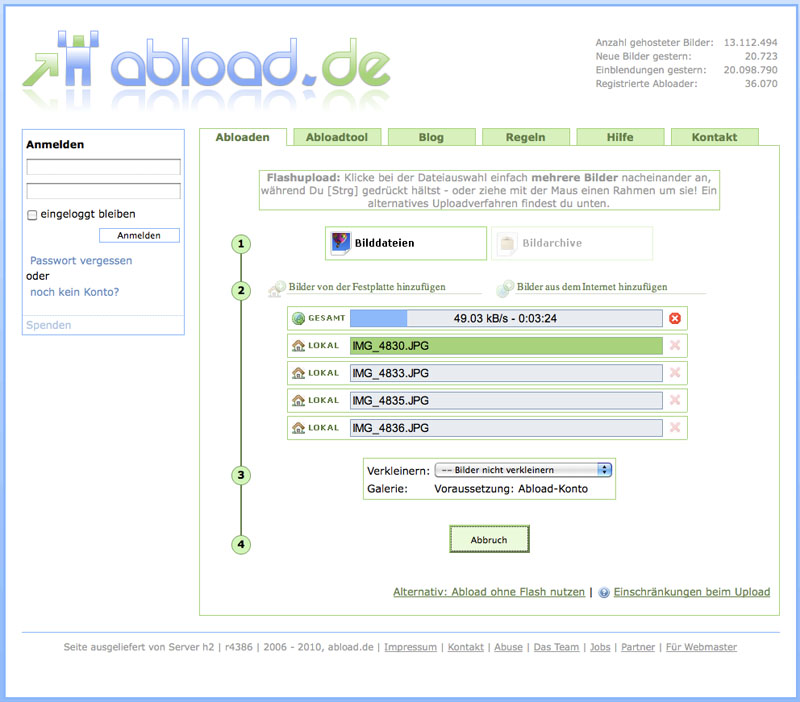 abload.de
Anzahl gehosteter Bilder: 13.112.494
Neue Bilder gestern: 20.723
Einblendungen gestern: 20.098.790
Registrierte Abloader: 36.070
Anmelden
eingeloggt bleiben
Anmelden
Passwort vergessen
oder
noch kein Konto?
Spenden
Abloaden Abloadtool Blog Regeln Hilfe Kontakt
Flashupload: Klicke bei der Dateiauswahl einfach mehrere Bilder nacheinander an,
während Du [Strg] gedrückt hältst - oder ziehe mit der Maus einen Rahmen um sie! Ein
alternatives Uploadverfahren findest du unten.
1 Bilddateien Bildarchive
2 Bilder von der Festplatte hinzufügen Bilder aus dem Internet hinzufügen
GESAMT 49.03 kB/s - 0:03:24
LOKAL IMG_4830.JPG
LOKAL IMG_4833.JPG
LOKAL IMG_4835.JPG
LOKAL IMG_4836.JPG
3 Verkleinern: -- Bilder nicht verkleinern
Galerie: Voraussetzung: Abload-Konto
4 Abbruch
Alternativ: Abload ohne Flash nutzen | Einschränkungen beim Upload
Seite ausgeliefert von Server h2 | r4386 | 2006 - 2010, abload.de | Impressum | Kontakt | Abuse | Das Team | Jobs | Partner | Für Webmaster